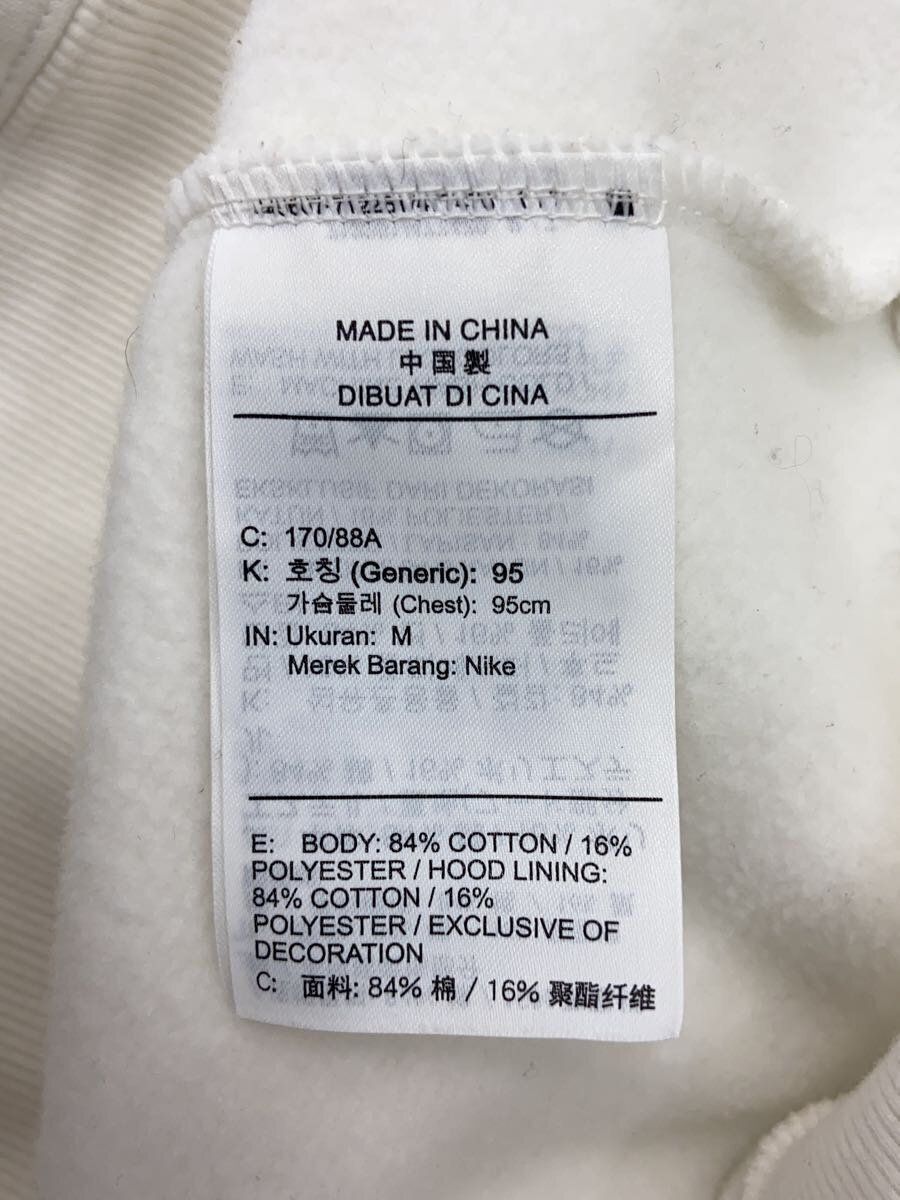 MADE IN CHINA
中国製
DIBUAT DI CINA
C: 170/88A
K: 호칭 (Generic): 95
가슴둘레 (Chest): 95cm
IN: Ukuran: M
Merek Barang: Nike
E: BODY: 84% COTTON / 16%
POLYESTER / HOOD LINING:
84% COTTON / 16%
POLYESTER / EXCLUSIVE OF
DECORATION
C: 面料: 84% 棉 / 16% 聚酯纤维